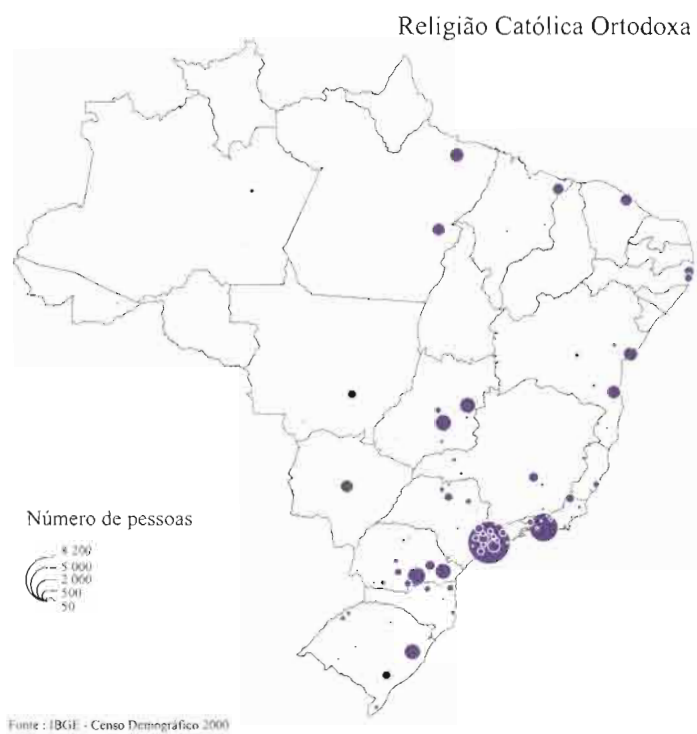 Religião Católica Ortodoxa
Número de pessoas
8 200
5 000
2 000
500
50
Fonte : IBGE - Censo Demográfico 2000